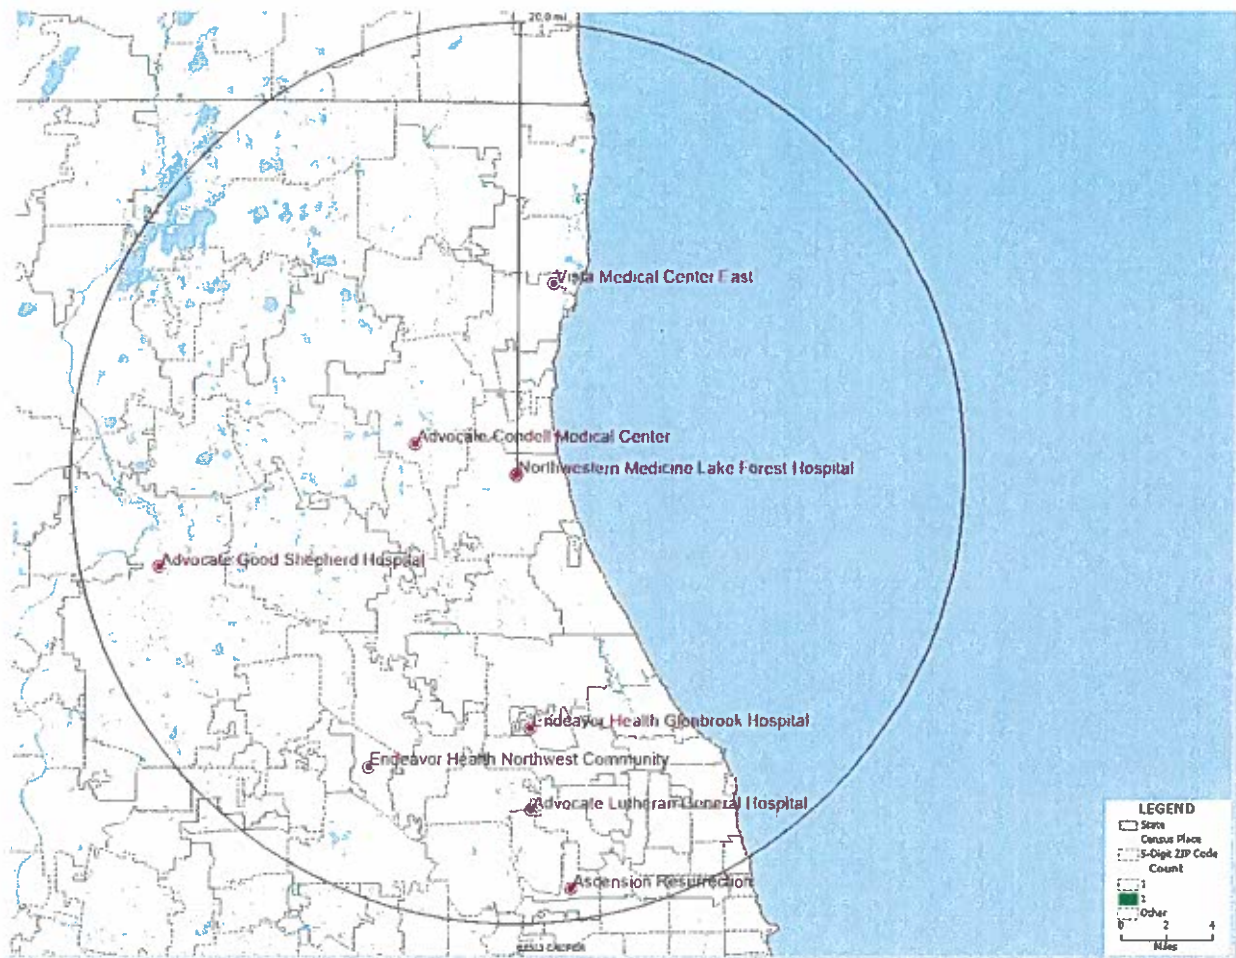 20.0 mi
Vista Medical Center East
Advocate Condell Medical Center
Northwestern Medicine Lake Forest Hospital
Advocate Good Shepherd Hospital
Endeavor Health Glenbrook Hospital
Endeavor Health Northwest Community
Advocate Lutheran General Hospital
Ascension Resurrection
CALIPER
LEGEND
State
Census Place
5-Digit ZIP Code
Count
1
1
Other
0 2 4
Miles